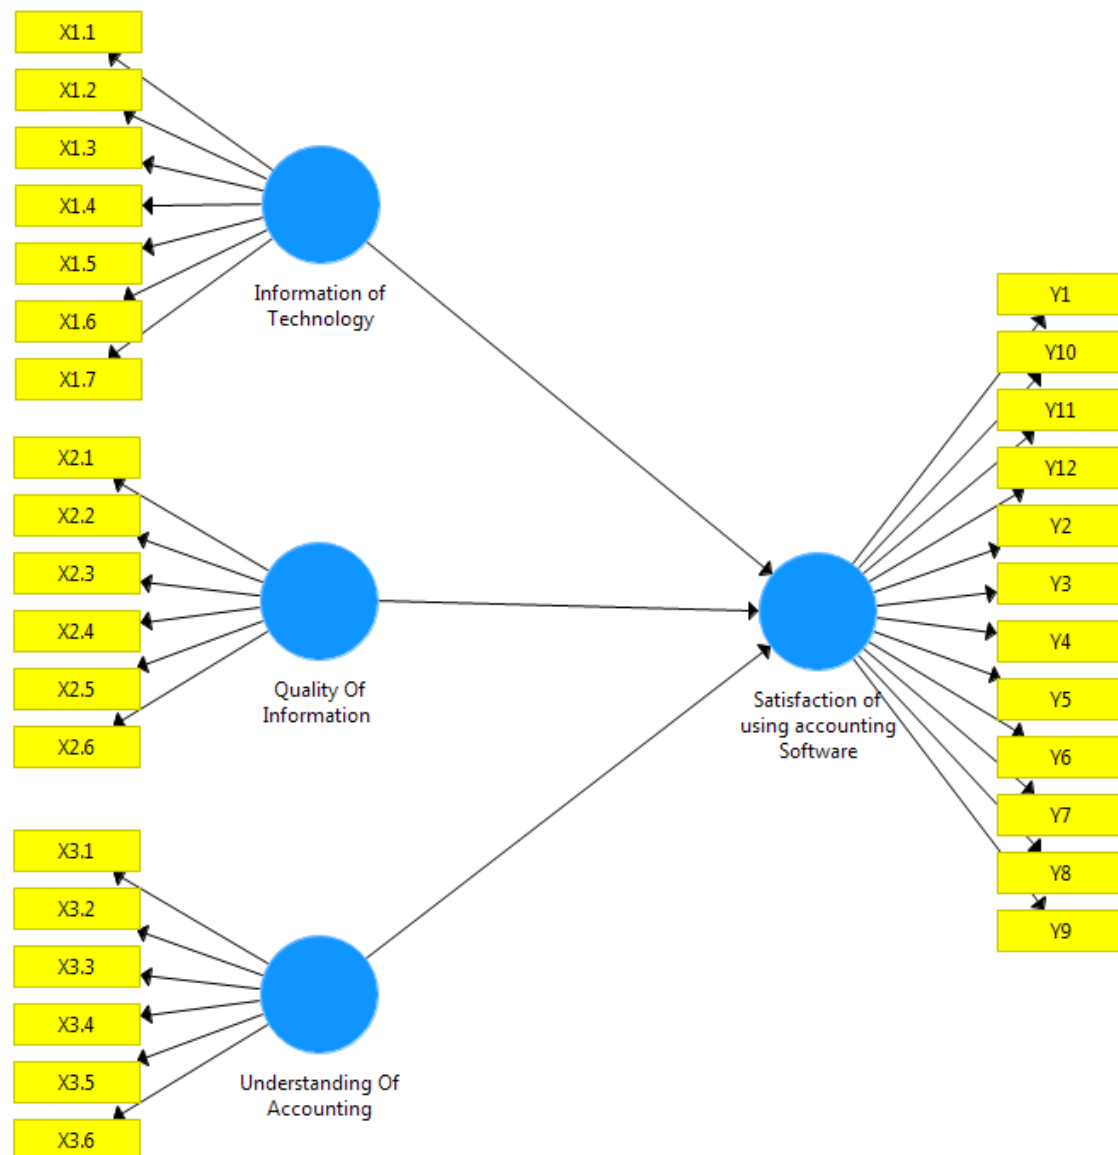 X1.1
X1.2
X1.3
X1.4
X1.5
X1.6
X1.7
Information of
Technology
X2.1
X2.2
X2.3
X2.4
X2.5
X2.6
Quality Of
Information
X3.1
X3.2
X3.3
X3.4
X3.5
X3.6
Understanding Of
Accounting
Satisfaction of
using accounting
Software
Y1
Y10
Y11
Y12
Y2
Y3
Y4
Y5
Y6
Y7
Y8
Y9